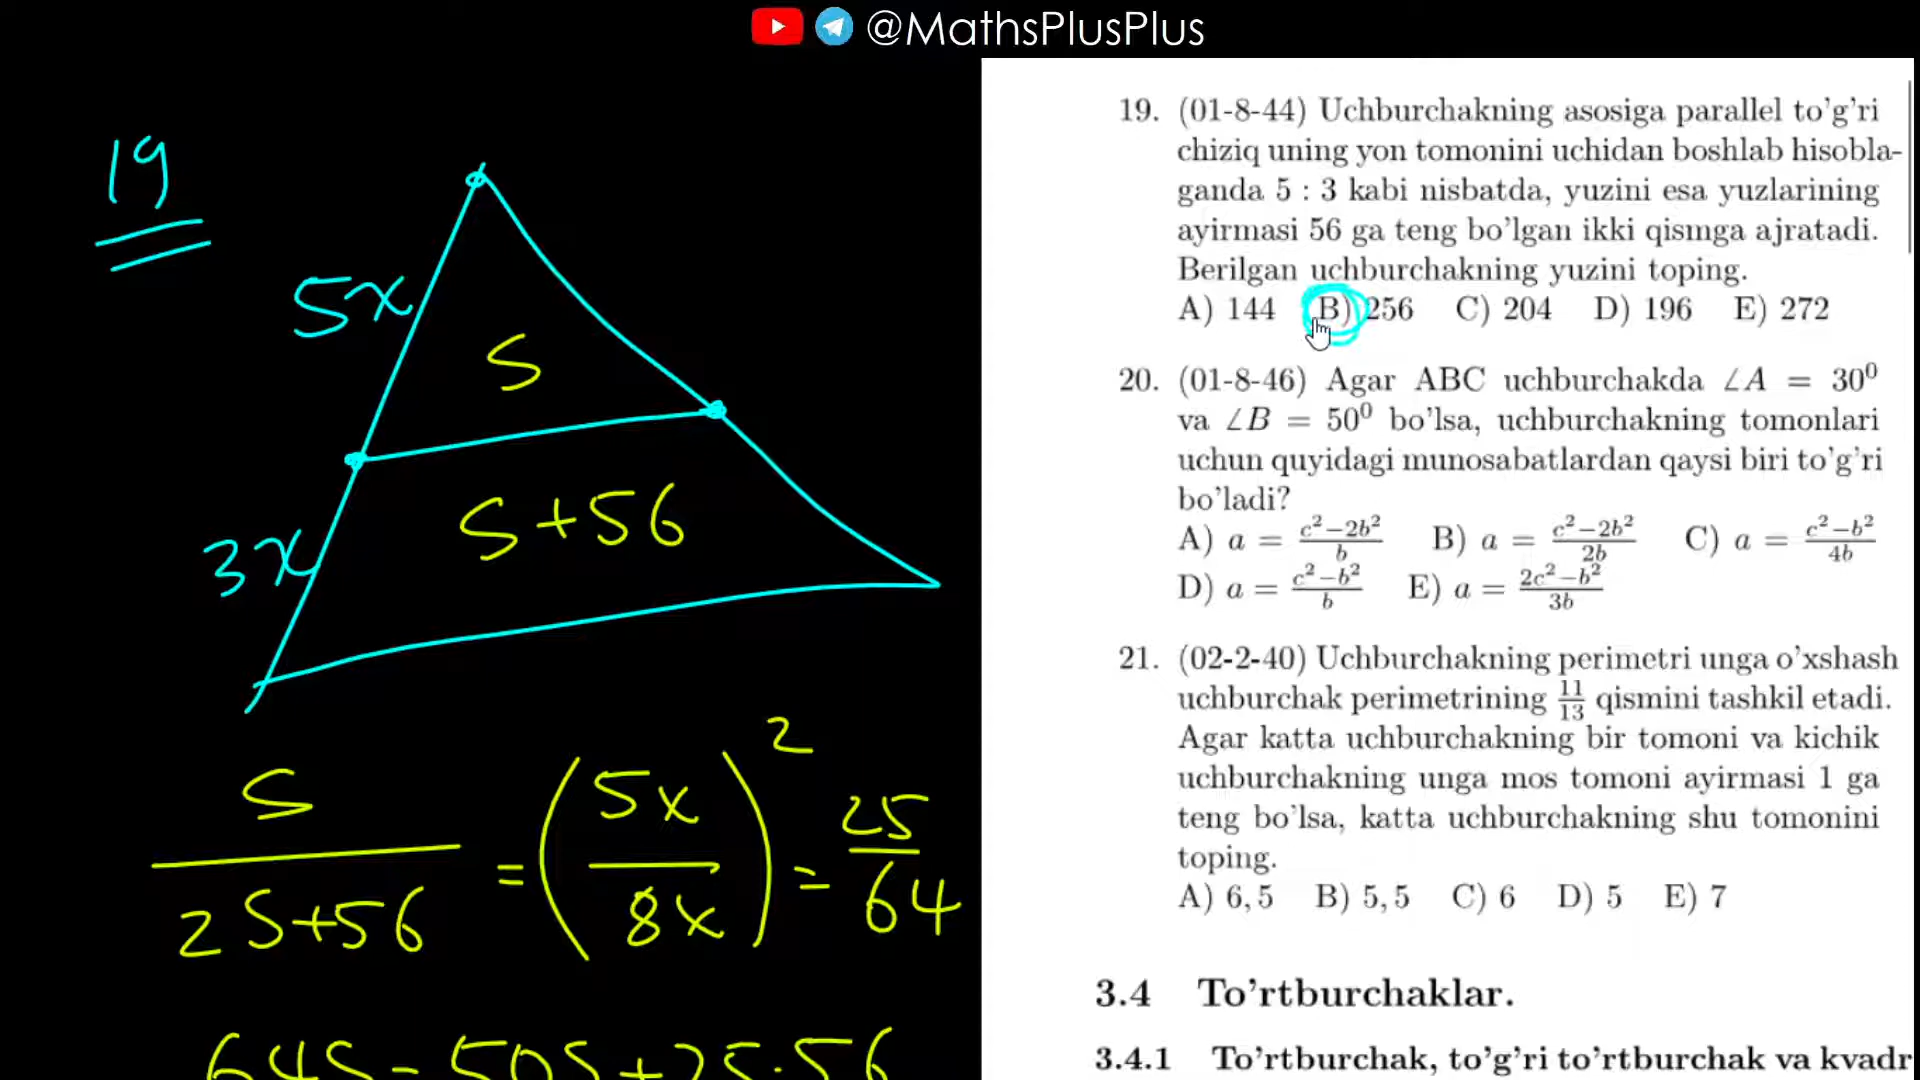 @MathsPlusPlus
19
5x
S
S+56
3x
S/(2S+56) = (5x/8x)² = 25/64
64S = 50S + 25·56
19. (01-8-44) Uchburchakning asosiga parallel to'g'ri
chiziq uning yon tomonini uchidan boshlab hisobla-
ganda 5 : 3 kabi nisbatda, yuzini esa yuzlarining
ayirmasi 56 ga teng bo'lgan ikki qismga ajratadi.
Berilgan uchburchakning yuzini toping.
A) 144 B) 256 C) 204 D) 196 E) 272
20. (01-8-46) Agar ABC uchburchakda ∠A = 30⁰
va ∠B = 50⁰ bo'lsa, uchburchakning tomonlari
uchun quyidagi munosabatlardan qaysi biri to'g'ri
bo'ladi?
A) a = (c²−2b²)/b B) a = (c²−2b²)/2b C) a = (c²−b²)/4b
D) a = (c²−b²)/b E) a = (2c²−b²)/3b
21. (02-2-40) Uchburchakning perimetri unga o'xshash
uchburchak perimetrining 11/13 qismini tashkil etadi.
Agar katta uchburchakning bir tomoni va kichik
uchburchakning unga mos tomoni ayirmasi 1 ga
teng bo'lsa, katta uchburchakning shu tomonini
toping.
A) 6,5 B) 5,5 C) 6 D) 5 E) 7
3.4 To'rtburchaklar.
3.4.1 To'rtburchak, to'g'ri to'rtburchak va kvadr